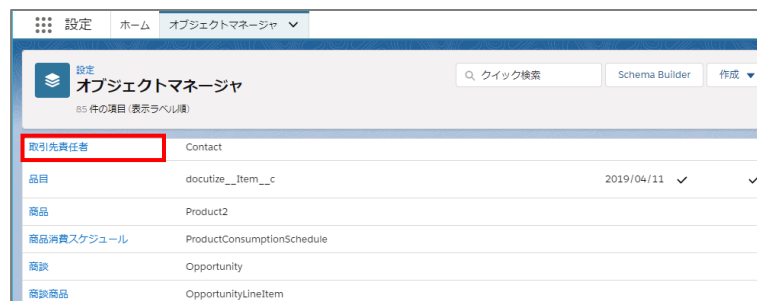 設定 ホーム オブジェクトマネージャ
設定
オブジェクトマネージャ
85 件の項目 (表示ラベル順)
クイック検索 Schema Builder 作成
取引先責任者 Contact
品目 docutize__Item__c 2019/04/11
商品 Product2
商品消費スケジュール ProductConsumptionSchedule
商談 Opportunity
商談商品 OpportunityLineItem